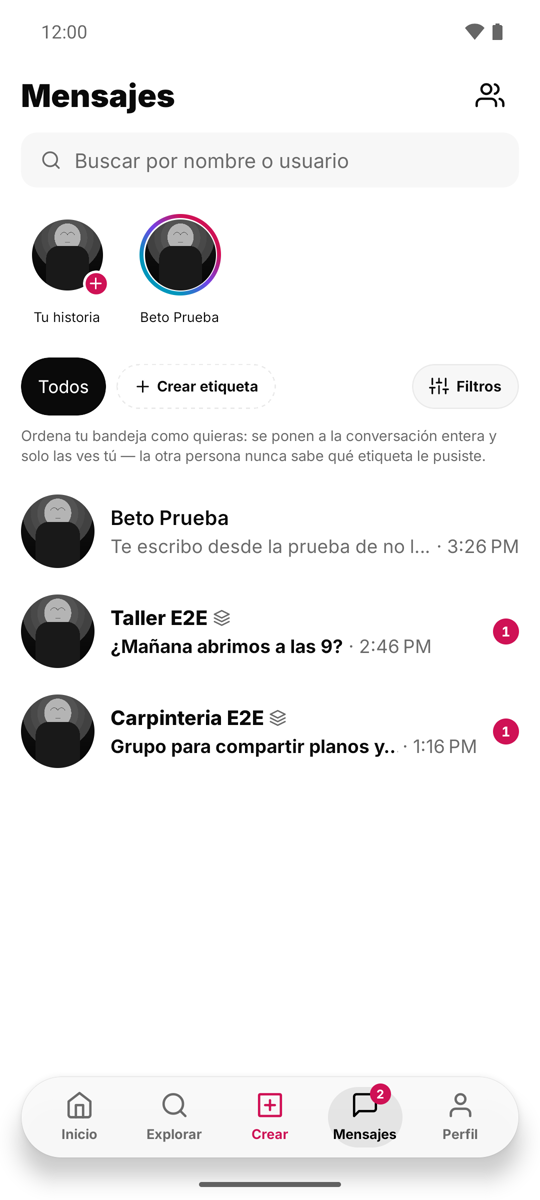 12:00
Mensajes
Buscar por nombre o usuario
Tu historia
Beto Prueba
Todos
Crear etiqueta
Filtros
Ordena tu bandeja como quieras: se ponen a la conversación entera y
solo las ves tú — la otra persona nunca sabe qué etiqueta le pusiste.
Beto Prueba
Te escribo desde la prueba de no l... · 3:26 PM
Taller E2E
¿Mañana abrimos a las 9? · 2:46 PM
1
Carpinteria E2E
Grupo para compartir planos y.. · 1:16 PM
1
2
Inicio
Explorar
Crear
Mensajes
Perfil